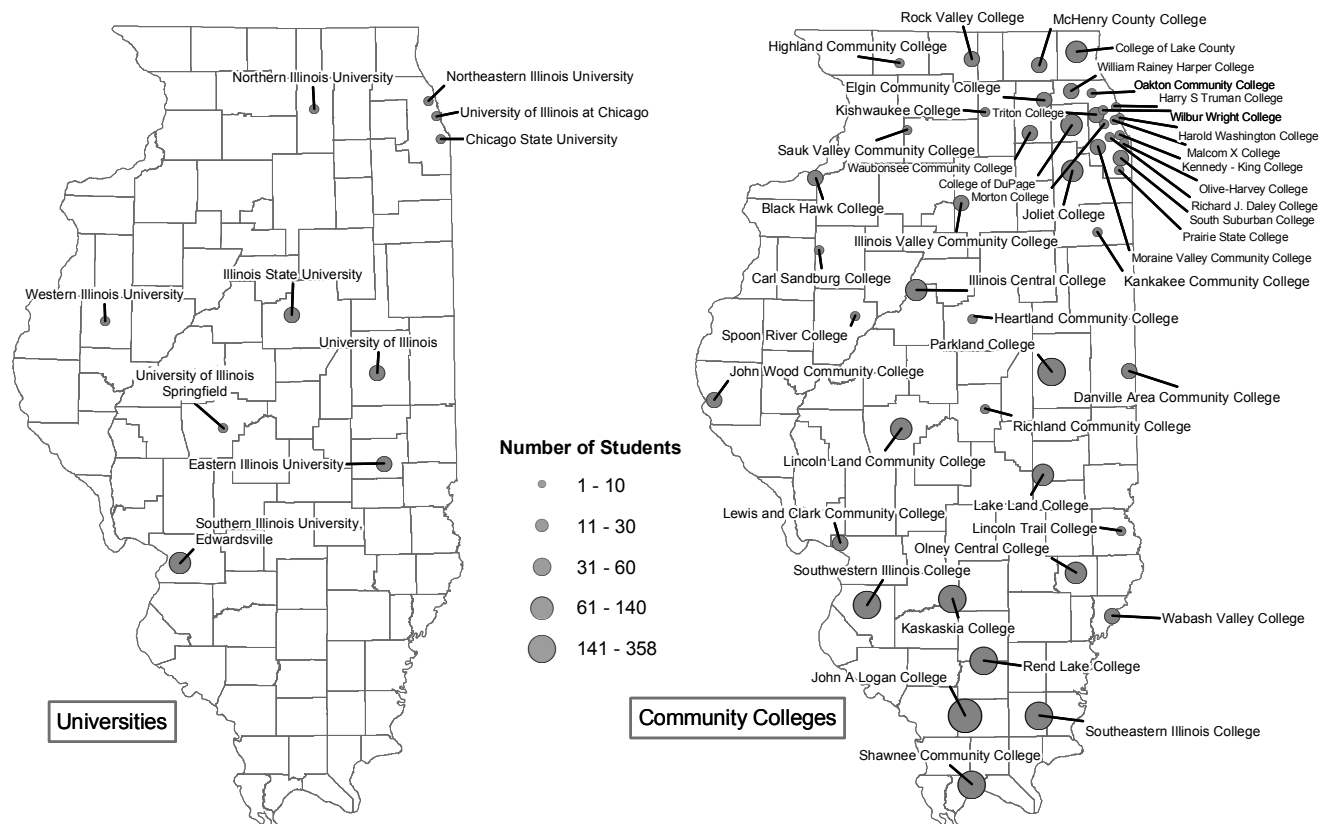 Northern Illinois University
Northeastern Illinois University
University of Illinois at Chicago
Chicago State University
Illinois State University
Western Illinois University
University of Illinois
University of Illinois
Springfield
Eastern Illinois University
Southern Illinois University,
Edwardsville
Universities
Number of Students
1 - 10
11 - 30
31 - 60
61 - 140
141 - 358
Rock Valley College
McHenry County College
Highland Community College
College of Lake County
William Rainey Harper College
Elgin Community College
Oakton Community College
Harry S Truman College
Kishwaukee College
Triton College
Wilbur Wright College
Harold Washington College
Sauk Valley Community College
Malcom X College
Waubonsee Community College
Kennedy - King College
College of DuPage
Olive-Harvey College
Morton College
Richard J. Daley College
Black Hawk College
Joliet College
South Suburban College
Prairie State College
Illinois Valley Community College
Moraine Valley Community College
Carl Sandburg College
Illinois Central College
Kankakee Community College
Heartland Community College
Spoon River College
Parkland College
John Wood Community College
Danville Area Community College
Richland Community College
Lincoln Land Community College
Lake Land College
Lewis and Clark Community College
Lincoln Trail College
Olney Central College
Southwestern Illinois College
Wabash Valley College
Kaskaskia College
Rend Lake College
John A Logan College
Community Colleges
Southeastern Illinois College
Shawnee Community College